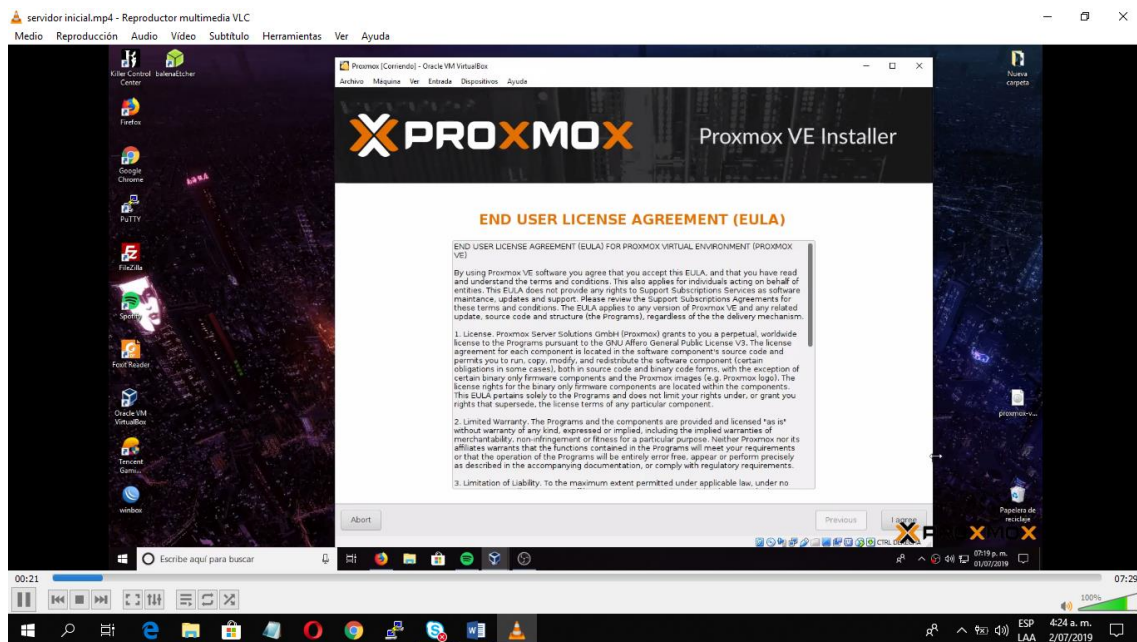 servidor inicial.mp4 - Reproductor multimedia VLC
Medio Reproducción Audio Vídeo Subtítulo Herramientas Ver Ayuda
Killer Control Center
balenaEtcher
Firefox
Google Chrome
PuTTY
FileZilla
Spotify
Foxit Reader
Oracle VM VirtualBox
Tencent Gami...
winbox
Nueva carpeta
proxmox-v...
Papelera de reciclaje
Proxmox [Corriendo] - Oracle VM VirtualBox
Archivo Máquina Ver Entrada Dispositivos Ayuda
PROXMOX
Proxmox VE Installer
END USER LICENSE AGREEMENT (EULA)
END USER LICENSE AGREEMENT (EULA) FOR PROXMOX VIRTUAL ENVIRONMENT (PROXMOX
VE)
By using Proxmox VE software you agree that you accept this EULA, and that you have read
and understand the terms and conditions. This also applies for individuals acting on behalf of
entities. This EULA does not provide any rights to Support Subscriptions Services as software
maintance, updates and support. Please review the Support Subscriptions Agreements for
these terms and conditions. The EULA applies to any version of Proxmox VE and any related
update, source code and structure (the Programs), regardless of the the delivery mechanism.
1. License. Proxmox Server Solutions GmbH (Proxmox) grants to you a perpetual, worldwide
license to the Programs pursuant to the GNU Affero General Public License V3. The license
agreement for each component is located in the software component's source code and
permits you to run, copy, modify, and redistribute the software component (certain
obligations in some cases), both in source code and binary code forms, with the exception of
certain binary only firmware components and the Proxmox images (e.g. Proxmox logo). The
license rights for the binary only firmware components are located within the components.
This EULA pertains solely to the Programs and does not limit your rights under, or grant you
rights that supersede, the license terms of any particular component.
2. Limited Warranty. The Programs and the components are provided and licensed "as is"
without warranty of any kind, expressed or implied, including the implied warranties of
merchantability, non-infringement or fitness for a particular purpose. Neither Proxmox nor its
affiliates warrants that the functions contained in the Programs will meet your requirements
or that the operation of the Programs will be entirely error free, appear or perform precisely
as described in the accompanying documentation, or comply with regulatory requirements.
3. Limitation of Liability. To the maximum extent permitted under applicable law, under no
Abort
Previous
I agree
CTRL
Escribe aquí para buscar
07:19 p. m.
01/07/2019
00:21
07:29
100%
ESP
LAA
4:24 a. m.
2/07/2019